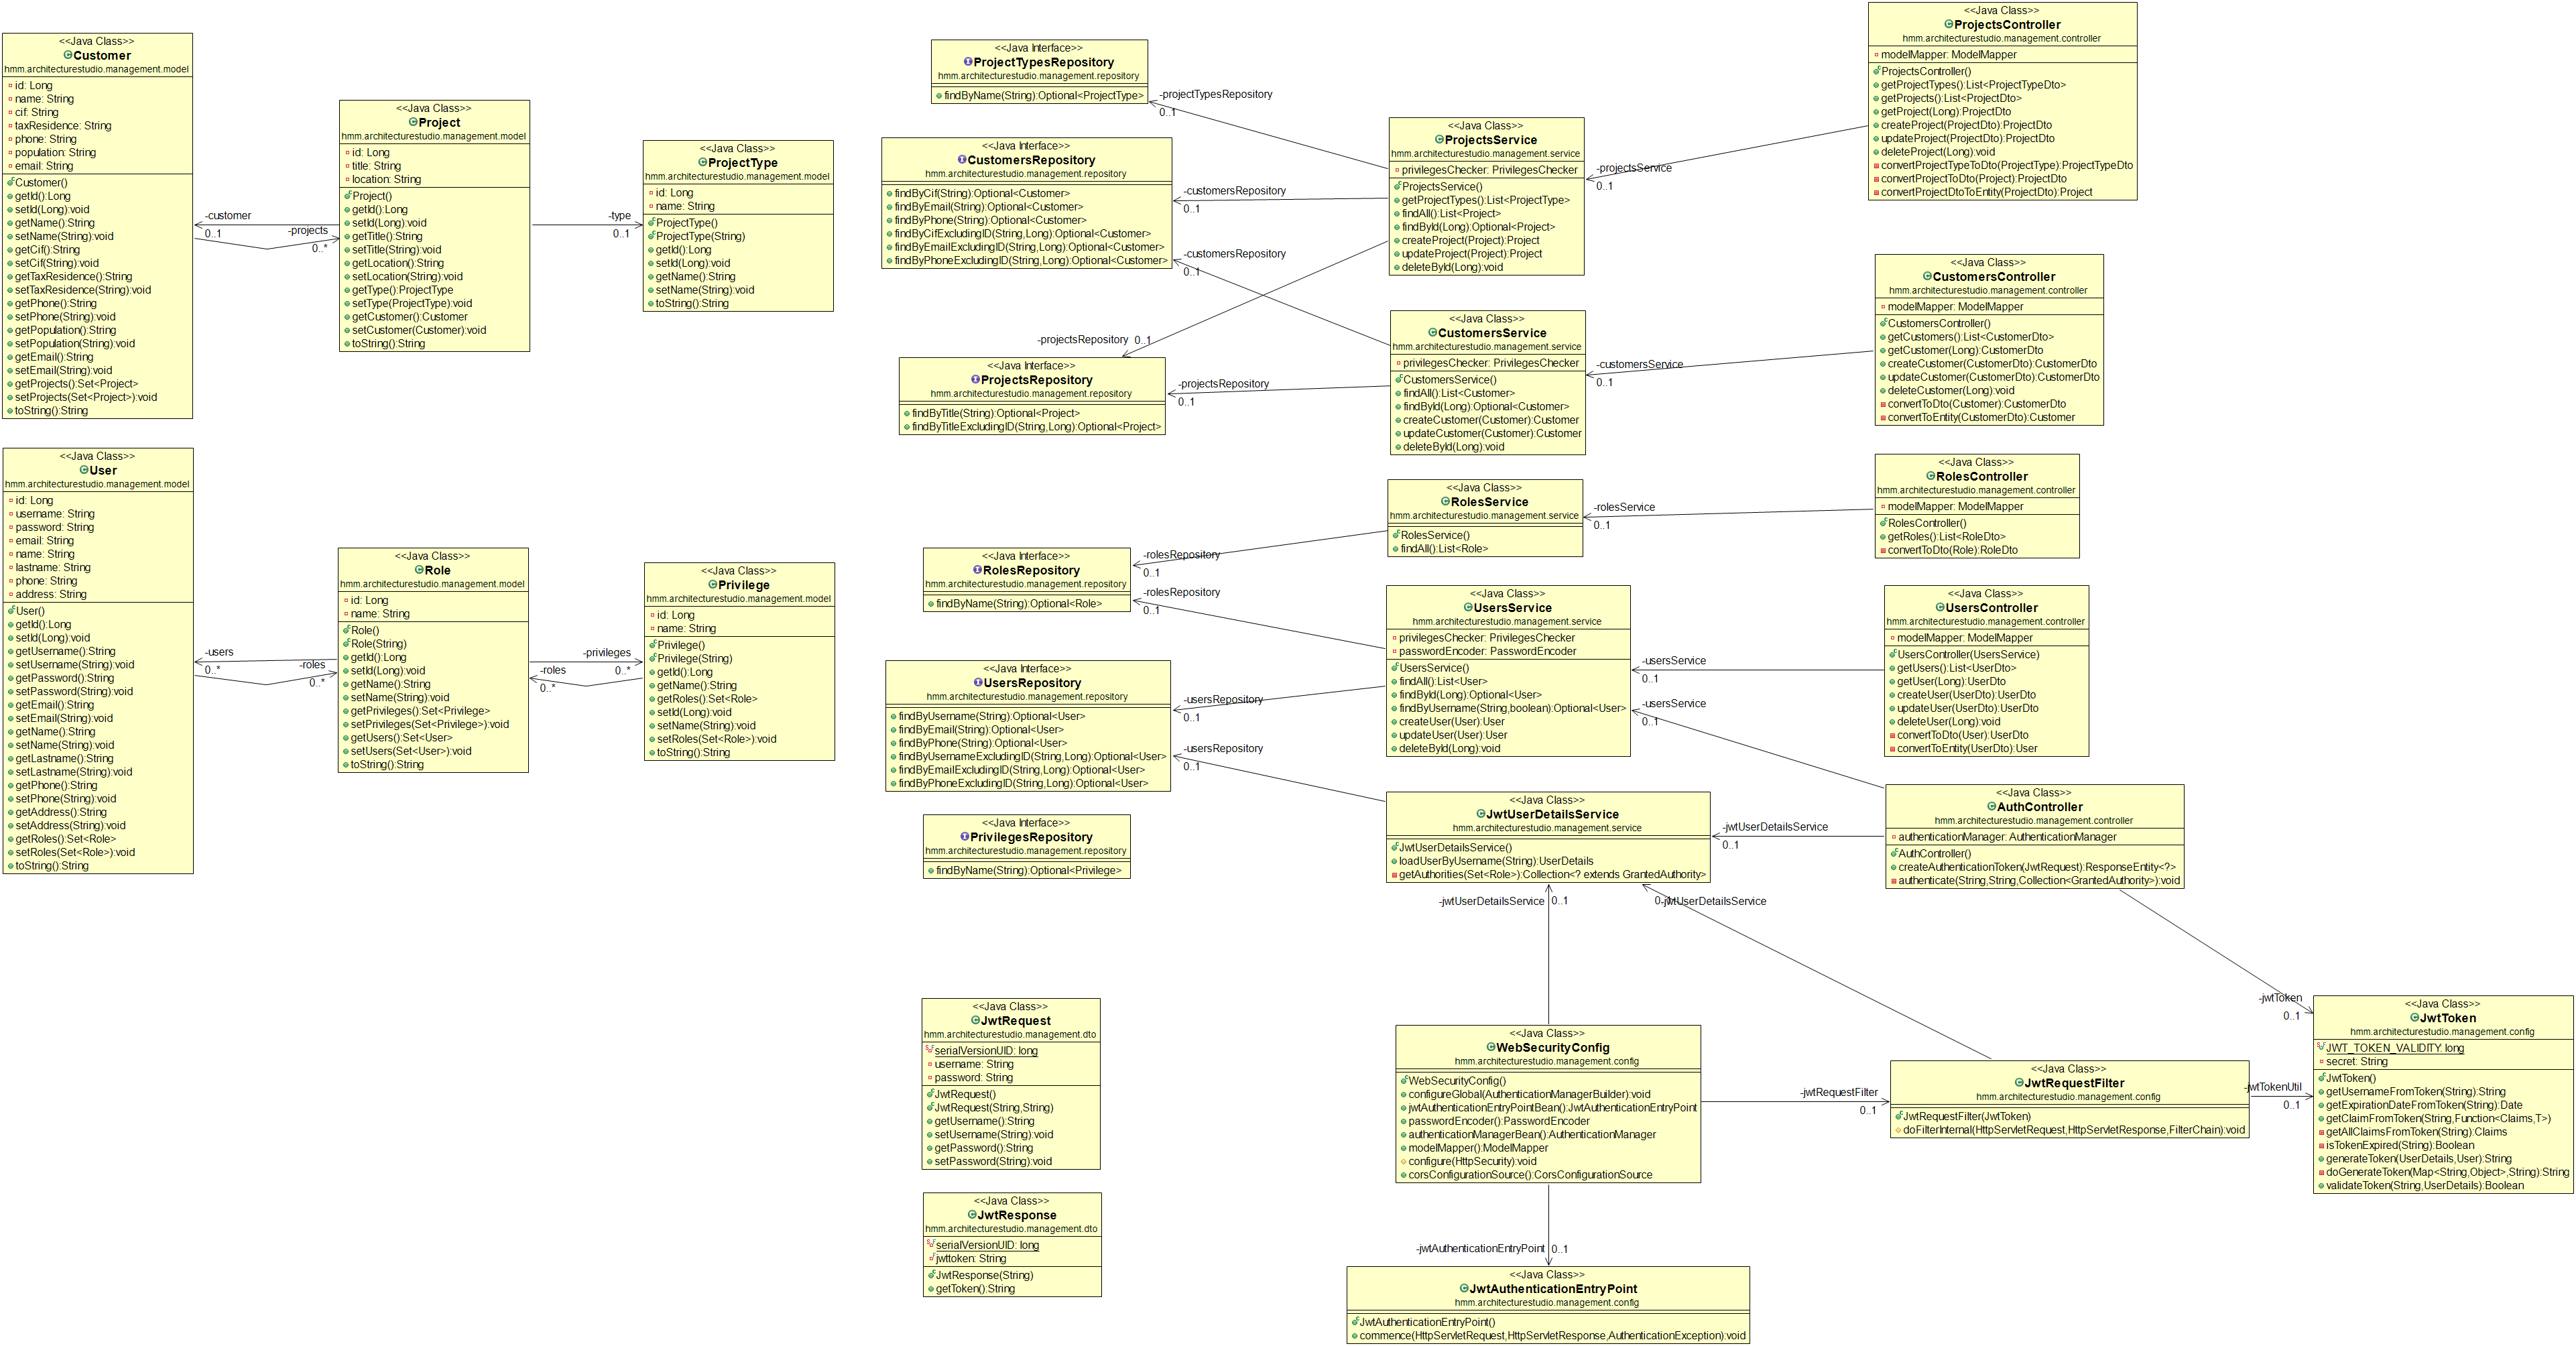 <<Java Class>>
Customer
hmm.architecturestudio.management.model
id: Long
name: String
cif: String
taxResidence: String
phone: String
population: String
email: String
Customer()
getId():Long
setId(Long):void
getName():String
setName(String):void
getCif():String
setCif(String):void
getTaxResidence():String
setTaxResidence(String):void
getPhone():String
setPhone(String):void
getPopulation():String
setPopulation(String):void
getEmail():String
setEmail(String):void
getProjects():Set<Project>
setProjects(Set<Project>):void
toString():String
-customer
0..1
-projects
0..*
<<Java Class>>
Project
hmm.architecturestudio.management.model
id: Long
title: String
location: String
Project()
getId():Long
setId(Long):void
getTitle():String
setTitle(String):void
getLocation():String
setLocation(String):void
getType():ProjectType
setType(ProjectType):void
getCustomer():Customer
setCustomer(Customer):void
toString():String
-type
0..1
<<Java Class>>
ProjectType
hmm.architecturestudio.management.model
id: Long
name: String
ProjectType()
ProjectType(String)
getId():Long
setId(Long):void
getName():String
setName(String):void
toString():String
<<Java Class>>
User
hmm.architecturestudio.management.model
id: Long
username: String
password: String
email: String
name: String
lastname: String
phone: String
address: String
User()
getId():Long
setId(Long):void
getUsername():String
setUsername(String):void
getPassword():String
setPassword(String):void
getEmail():String
setEmail(String):void
getName():String
setName(String):void
getLastname():String
setLastname(String):void
getPhone():String
setPhone(String):void
getAddress():String
setAddress(String):void
getRoles():Set<Role>
setRoles(Set<Role>):void
toString():String
-users
0..*
-roles
0..*
<<Java Class>>
Role
hmm.architecturestudio.management.model
id: Long
name: String
Role()
Role(String)
getId():Long
setId(Long):void
getName():String
setName(String):void
getPrivileges():Set<Privilege>
setPrivileges(Set<Privilege>):void
getUsers():Set<User>
setUsers(Set<User>):void
toString():String
-privileges
0..*
-roles
0..*
<<Java Class>>
Privilege
hmm.architecturestudio.management.model
id: Long
name: String
Privilege()
Privilege(String)
getId():Long
getName():String
getRoles():Set<Role>
setId(Long):void
setName(String):void
setRoles(Set<Role>):void
toString():String
<<Java Interface>>
ProjectTypesRepository
hmm.architecturestudio.management.repository
findByName(String):Optional<ProjectType>
-projectTypesRepository
0..1
<<Java Interface>>
CustomersRepository
hmm.architecturestudio.management.repository
findByCif(String):Optional<Customer>
findByEmail(String):Optional<Customer>
findByPhone(String):Optional<Customer>
findByCifExcludingID(String,Long):Optional<Customer>
findByEmailExcludingID(String,Long):Optional<Customer>
findByPhoneExcludingID(String,Long):Optional<Customer>
-customersRepository
0..1
-customersRepository
0..1
-projectsRepository 0..1
<<Java Interface>>
ProjectsRepository
hmm.architecturestudio.management.repository
findByTitle(String):Optional<Project>
findByTitleExcludingID(String,Long):Optional<Project>
-projectsRepository
0..1
<<Java Class>>
ProjectsService
hmm.architecturestudio.management.service
privilegesChecker: PrivilegesChecker
ProjectsService()
getProjectTypes():List<ProjectType>
findAll():List<Project>
findById(Long):Optional<Project>
createProject(Project):Project
updateProject(Project):Project
deleteById(Long):void
-projectsService
0..1
<<Java Class>>
ProjectsController
hmm.architecturestudio.management.controller
modelMapper: ModelMapper
ProjectsController()
getProjectTypes():List<ProjectTypeDto>
getProjects():List<ProjectDto>
getProject(Long):ProjectDto
createProject(ProjectDto):ProjectDto
updateProject(ProjectDto):ProjectDto
deleteProject(Long):void
convertProjectTypeToDto(ProjectType):ProjectTypeDto
convertProjectToDto(Project):ProjectDto
convertProjectDtoToEntity(ProjectDto):Project
<<Java Class>>
CustomersService
hmm.architecturestudio.management.service
privilegesChecker: PrivilegesChecker
CustomersService()
findAll():List<Customer>
findById(Long):Optional<Customer>
createCustomer(Customer):Customer
updateCustomer(Customer):Customer
deleteById(Long):void
-customersService
0..1
<<Java Class>>
CustomersController
hmm.architecturestudio.management.controller
modelMapper: ModelMapper
CustomersController()
getCustomers():List<CustomerDto>
getCustomer(Long):CustomerDto
createCustomer(CustomerDto):CustomerDto
updateCustomer(CustomerDto):CustomerDto
deleteCustomer(Long):void
convertToDto(Customer):CustomerDto
convertToEntity(CustomerDto):Customer
<<Java Class>>
RolesService
hmm.architecturestudio.management.service
RolesService()
findAll():List<Role>
-rolesService
0..1
<<Java Class>>
RolesController
hmm.architecturestudio.management.controller
modelMapper: ModelMapper
RolesController()
getRoles():List<RoleDto>
convertToDto(Role):RoleDto
<<Java Interface>>
RolesRepository
hmm.architecturestudio.management.repository
findByName(String):Optional<Role>
-rolesRepository
0..1
-rolesRepository
0..1
<<Java Class>>
UsersService
hmm.architecturestudio.management.service
privilegesChecker: PrivilegesChecker
passwordEncoder: PasswordEncoder
UsersService()
findAll():List<User>
findById(Long):Optional<User>
findByUsername(String,boolean):Optional<User>
createUser(User):User
updateUser(User):User
deleteById(Long):void
-usersService
0..1
-usersService
0..1
<<Java Class>>
UsersController
hmm.architecturestudio.management.controller
modelMapper: ModelMapper
UsersController(UsersService)
getUsers():List<UserDto>
getUser(Long):UserDto
createUser(UserDto):UserDto
updateUser(UserDto):UserDto
deleteUser(Long):void
convertToDto(User):UserDto
convertToEntity(UserDto):User
<<Java Interface>>
UsersRepository
hmm.architecturestudio.management.repository
findByUsername(String):Optional<User>
findByEmail(String):Optional<User>
findByPhone(String):Optional<User>
findByUsernameExcludingID(String,Long):Optional<User>
findByEmailExcludingID(String,Long):Optional<User>
findByPhoneExcludingID(String,Long):Optional<User>
-usersRepository
0..1
-usersRepository
0..1
<<Java Interface>>
PrivilegesRepository
hmm.architecturestudio.management.repository
findByName(String):Optional<Privilege>
<<Java Class>>
JwtUserDetailsService
hmm.architecturestudio.management.service
JwtUserDetailsService()
loadUserByUsername(String):UserDetails
getAuthorities(Set<Role>):Collection<? extends GrantedAuthority>
-jwtUserDetailsService
0..1
<<Java Class>>
AuthController
hmm.architecturestudio.management.controller
authenticationManager: AuthenticationManager
AuthController()
createAuthenticationToken(JwtRequest):ResponseEntity<?>
authenticate(String,String,Collection<GrantedAuthority>):void
-jwtUserDetailsService 0..1
0..1
-jwtUserDetailsService
<<Java Class>>
JwtRequest
hmm.architecturestudio.management.dto
serialVersionUID: long
username: String
password: String
JwtRequest()
JwtRequest(String,String)
getUsername():String
setUsername(String):void
getPassword():String
setPassword(String):void
<<Java Class>>
JwtResponse
hmm.architecturestudio.management.dto
serialVersionUID: long
jwttoken: String
JwtResponse(String)
getToken():String
<<Java Class>>
WebSecurityConfig
hmm.architecturestudio.management.config
WebSecurityConfig()
configureGlobal(AuthenticationManagerBuilder):void
jwtAuthenticationEntryPointBean():JwtAuthenticationEntryPoint
passwordEncoder():PasswordEncoder
authenticationManagerBean():AuthenticationManager
modelMapper():ModelMapper
configure(HttpSecurity):void
corsConfigurationSource():CorsConfigurationSource
-jwtRequestFilter
0..1
<<Java Class>>
JwtRequestFilter
hmm.architecturestudio.management.config
JwtRequestFilter(JwtToken)
doFilterInternal(HttpServletRequest,HttpServletResponse,FilterChain):void
-jwtToken
0..1
-jwtTokenUtil
0..1
<<Java Class>>
JwtToken
hmm.architecturestudio.management.config
JWT_TOKEN_VALIDITY: long
secret: String
JwtToken()
getUsernameFromToken(String):String
getExpirationDateFromToken(String):Date
getClaimFromToken(String,Function<Claims,T>)
getAllClaimsFromToken(String):Claims
isTokenExpired(String):Boolean
generateToken(UserDetails,User):String
doGenerateToken(Map<String,Object>,String):String
validateToken(String,UserDetails):Boolean
-jwtAuthenticationEntryPoint 0..1
<<Java Class>>
JwtAuthenticationEntryPoint
hmm.architecturestudio.management.config
JwtAuthenticationEntryPoint()
commence(HttpServletRequest,HttpServletResponse,AuthenticationException):void